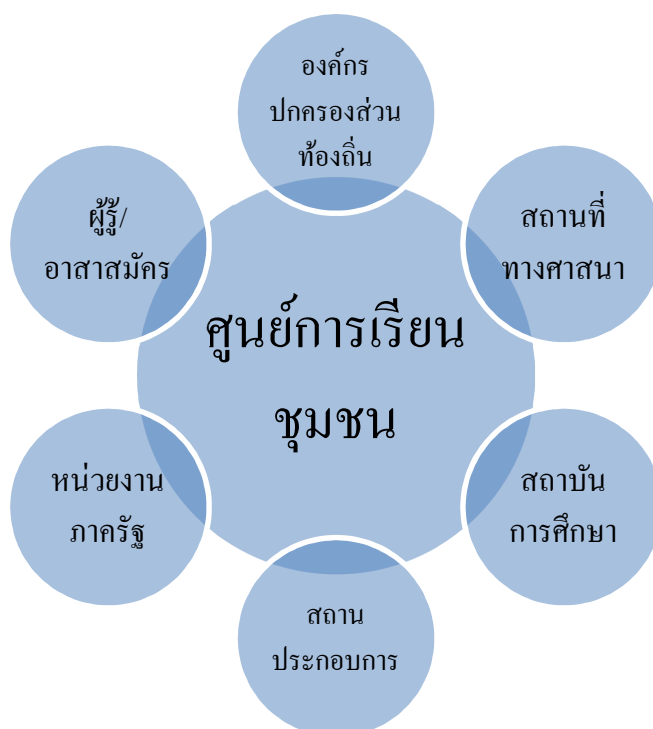 องค์กร
ปกครองส่วน
ท้องถิ่น
สถานที่
ทางศาสนา
สถาบัน
การศึกษา
สถาน
ประกอบการ
หน่วยงาน
ภาครัฐ
ผู้รู้/
อาสาสมัคร
ศูนย์การเรียน
ชุมชน